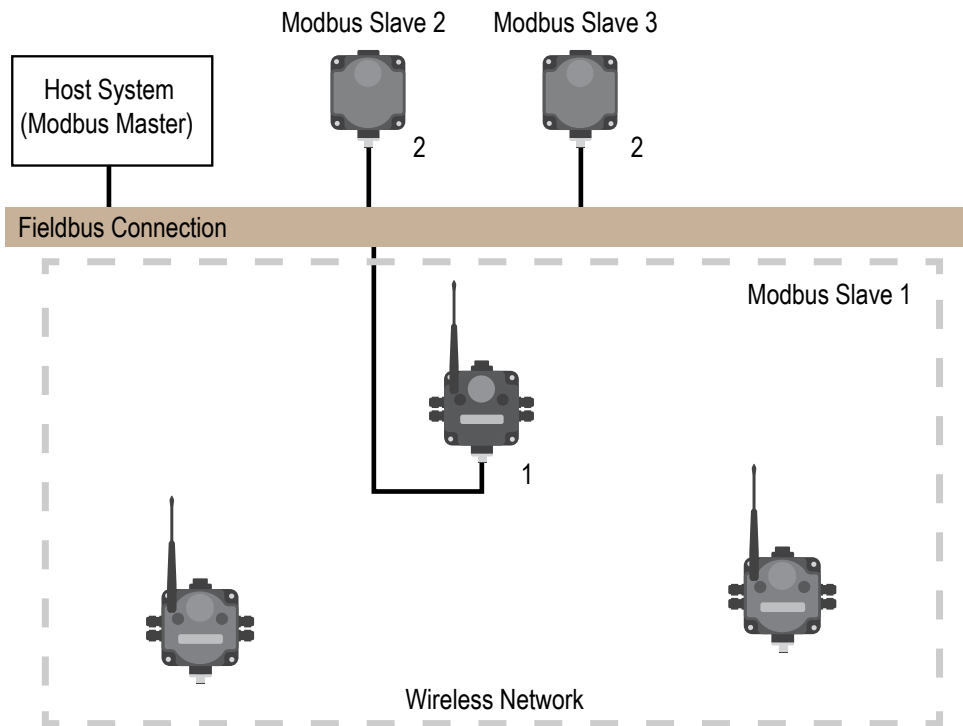 Modbus Slave 2
Modbus Slave 3
Host System
(Modbus Master)
2
2
Fieldbus Connection
Modbus Slave 1
1
Wireless Network